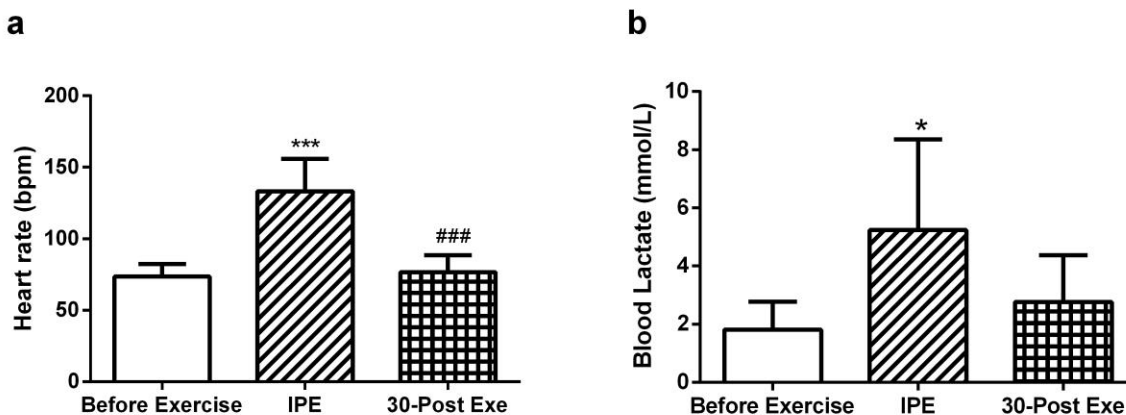 a
Heart rate (bpm)
200
150
100
50
0
***
###
Before Exercise
IPE
30-Post Exe
b
Blood Lactate (mmol/L)
10
8
6
4
2
0
*
Before Exercise
IPE
30-Post Exe